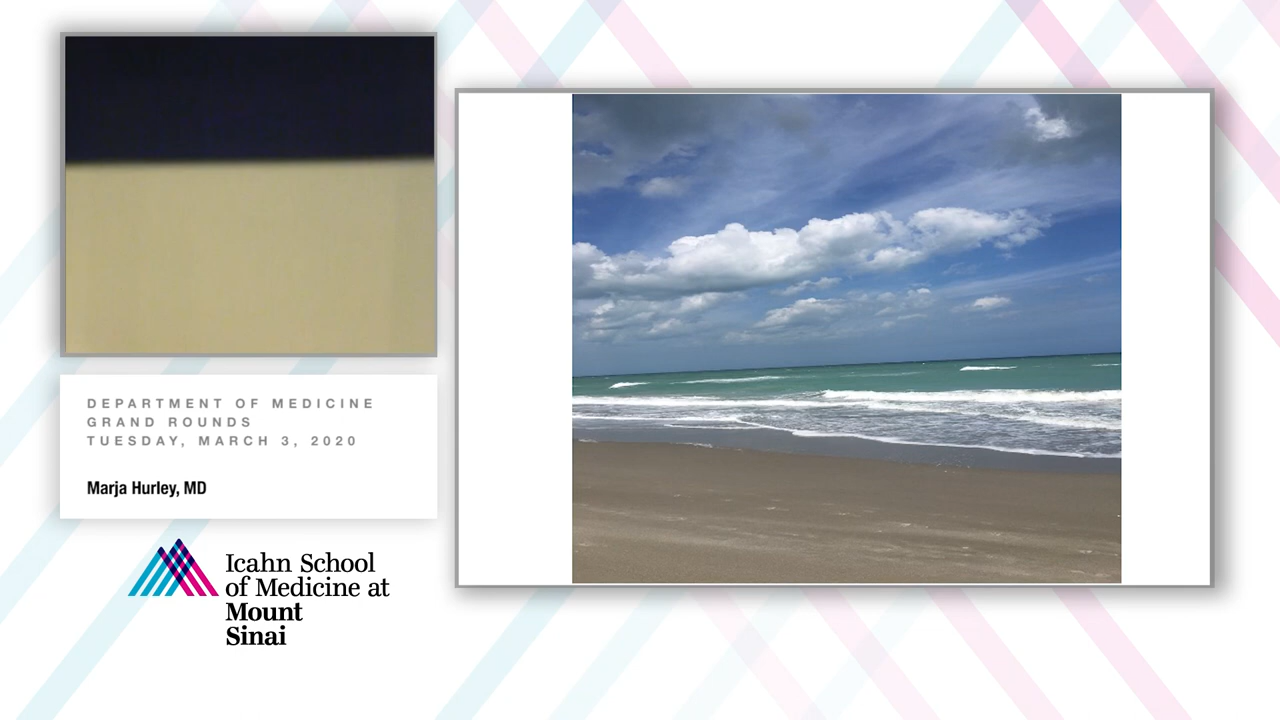 DEPARTMENT OF MEDICINE
GRAND ROUNDS
TUESDAY, MARCH 3, 2020
Marja Hurley, MD
Icahn School
of Medicine at
Mount
Sinai